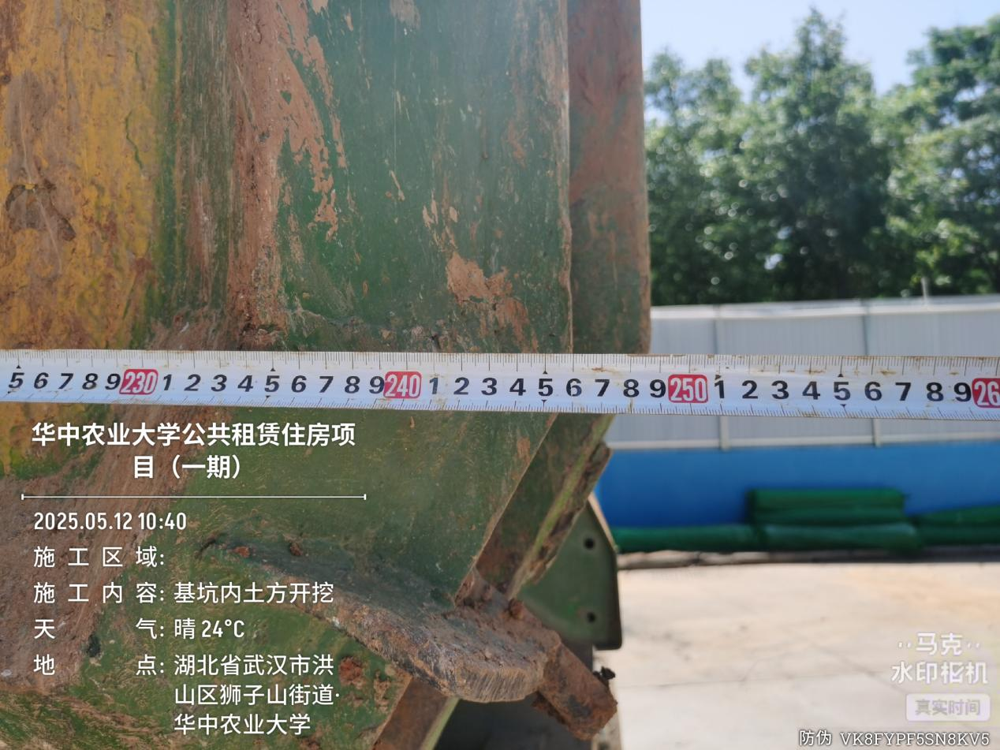 5 6 7 8 9 230 1 2 3 4 5 6 7 8 9 240 1 2 3 4 5 6 7 8 9 250 1 2 3 4 5 6 7 8 9 26
华中农业大学公共租赁住房项
目（一期）
2025.05.12 10:40
施工区域:
施工内容: 基坑内土方开挖
天气: 晴 24°C
地点: 湖北省武汉市洪
山区狮子山街道·
华中农业大学
马克
水印相机
真实时间
防伪 VK8FYPF5SN8KV5